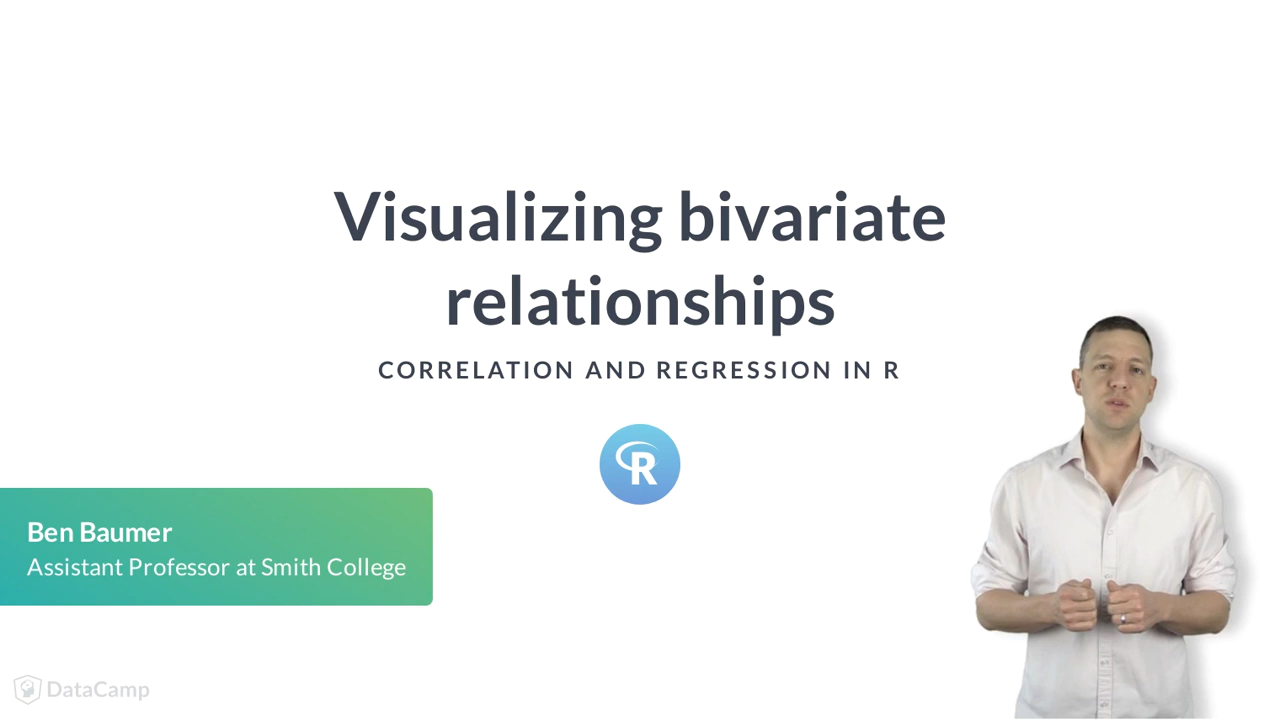 Visualizing bivariate
relationships
CORRELATION AND REGRESSION IN R
R
Ben Baumer
Assistant Professor at Smith College
DataCamp